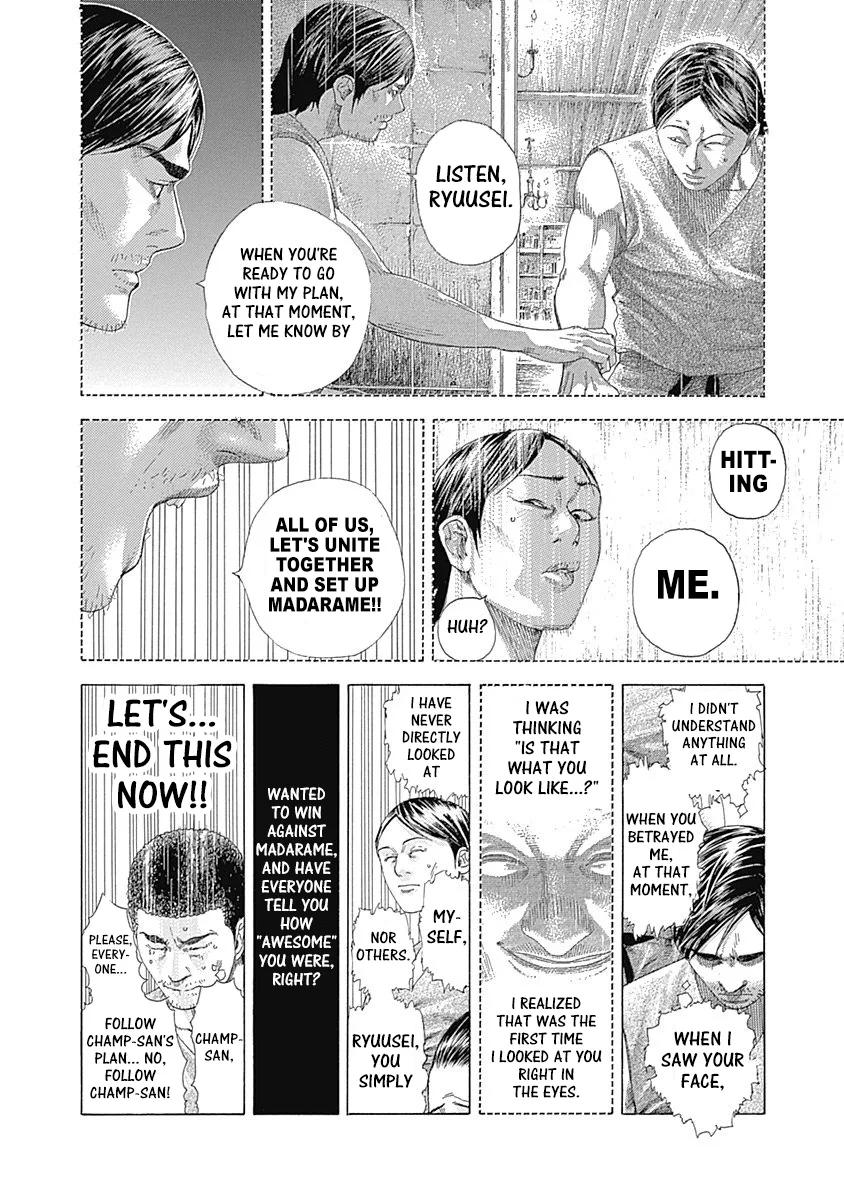 LISTEN,
RYUUSEI.
WHEN YOU'RE
READY TO GO
WITH MY PLAN,
AT THAT MOMENT,
LET ME KNOW BY
HITT-
ING
ME.
HUH?
ALL OF US,
LET'S UNITE
TOGETHER
AND SET UP
MADARAME!!
I DIDN'T
UNDERSTAND
ANYTHING
AT ALL.
WHEN YOU
BETRAYED
ME,
AT THAT
MOMENT,
WHEN I
SAW YOUR
FACE,
I WAS
THINKING
"IS THAT
WHAT YOU
LOOK LIKE...?"
I REALIZED
THAT WAS THE
FIRST TIME
I LOOKED AT YOU
RIGHT IN
THE EYES.
I HAVE
NEVER
DIRECTLY
LOOKED
AT
MY-
SELF,
NOR
OTHERS.
RYUUSEI,
YOU
SIMPLY
WANTED
TO WIN
AGAINST
MADARAME,
AND HAVE
EVERYONE
TELL YOU
HOW
"AWESOME"
YOU WERE,
RIGHT?
LET'S...
END THIS
NOW!!
CHAMP-
SAN,
PLEASE,
EVERY-
ONE...
FOLLOW
CHAMP-SAN'S
PLAN... NO,
FOLLOW
CHAMP-SAN!